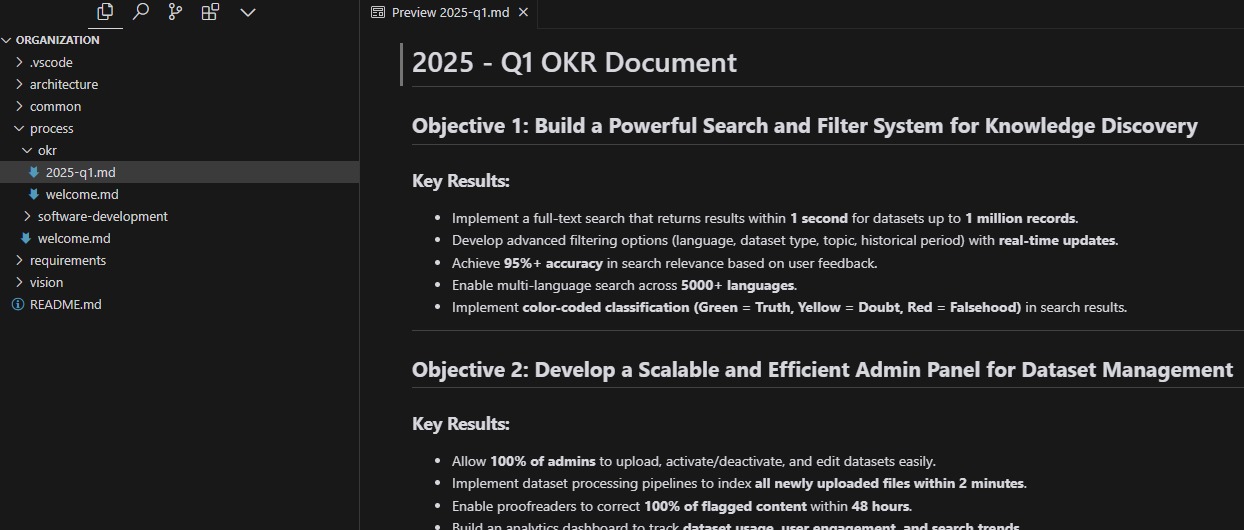 ORGANIZATION
.vscode
architecture
common
process
okr
2025-q1.md
welcome.md
software-development
welcome.md
requirements
vision
README.md
Preview 2025-q1.md
2025 - Q1 OKR Document
Objective 1: Build a Powerful Search and Filter System for Knowledge Discovery
Key Results:
• Implement a full-text search that returns results within 1 second for datasets up to 1 million records.
• Develop advanced filtering options (language, dataset type, topic, historical period) with real-time updates.
• Achieve 95%+ accuracy in search relevance based on user feedback.
• Enable multi-language search across 5000+ languages.
• Implement color-coded classification (Green = Truth, Yellow = Doubt, Red = Falsehood) in search results.
Objective 2: Develop a Scalable and Efficient Admin Panel for Dataset Management
Key Results:
• Allow 100% of admins to upload, activate/deactivate, and edit datasets easily.
• Implement dataset processing pipelines to index all newly uploaded files within 2 minutes.
• Enable proofreaders to correct 100% of flagged content within 48 hours.
• Build an analytics dashboard to track dataset usage, user engagement, and search trends.